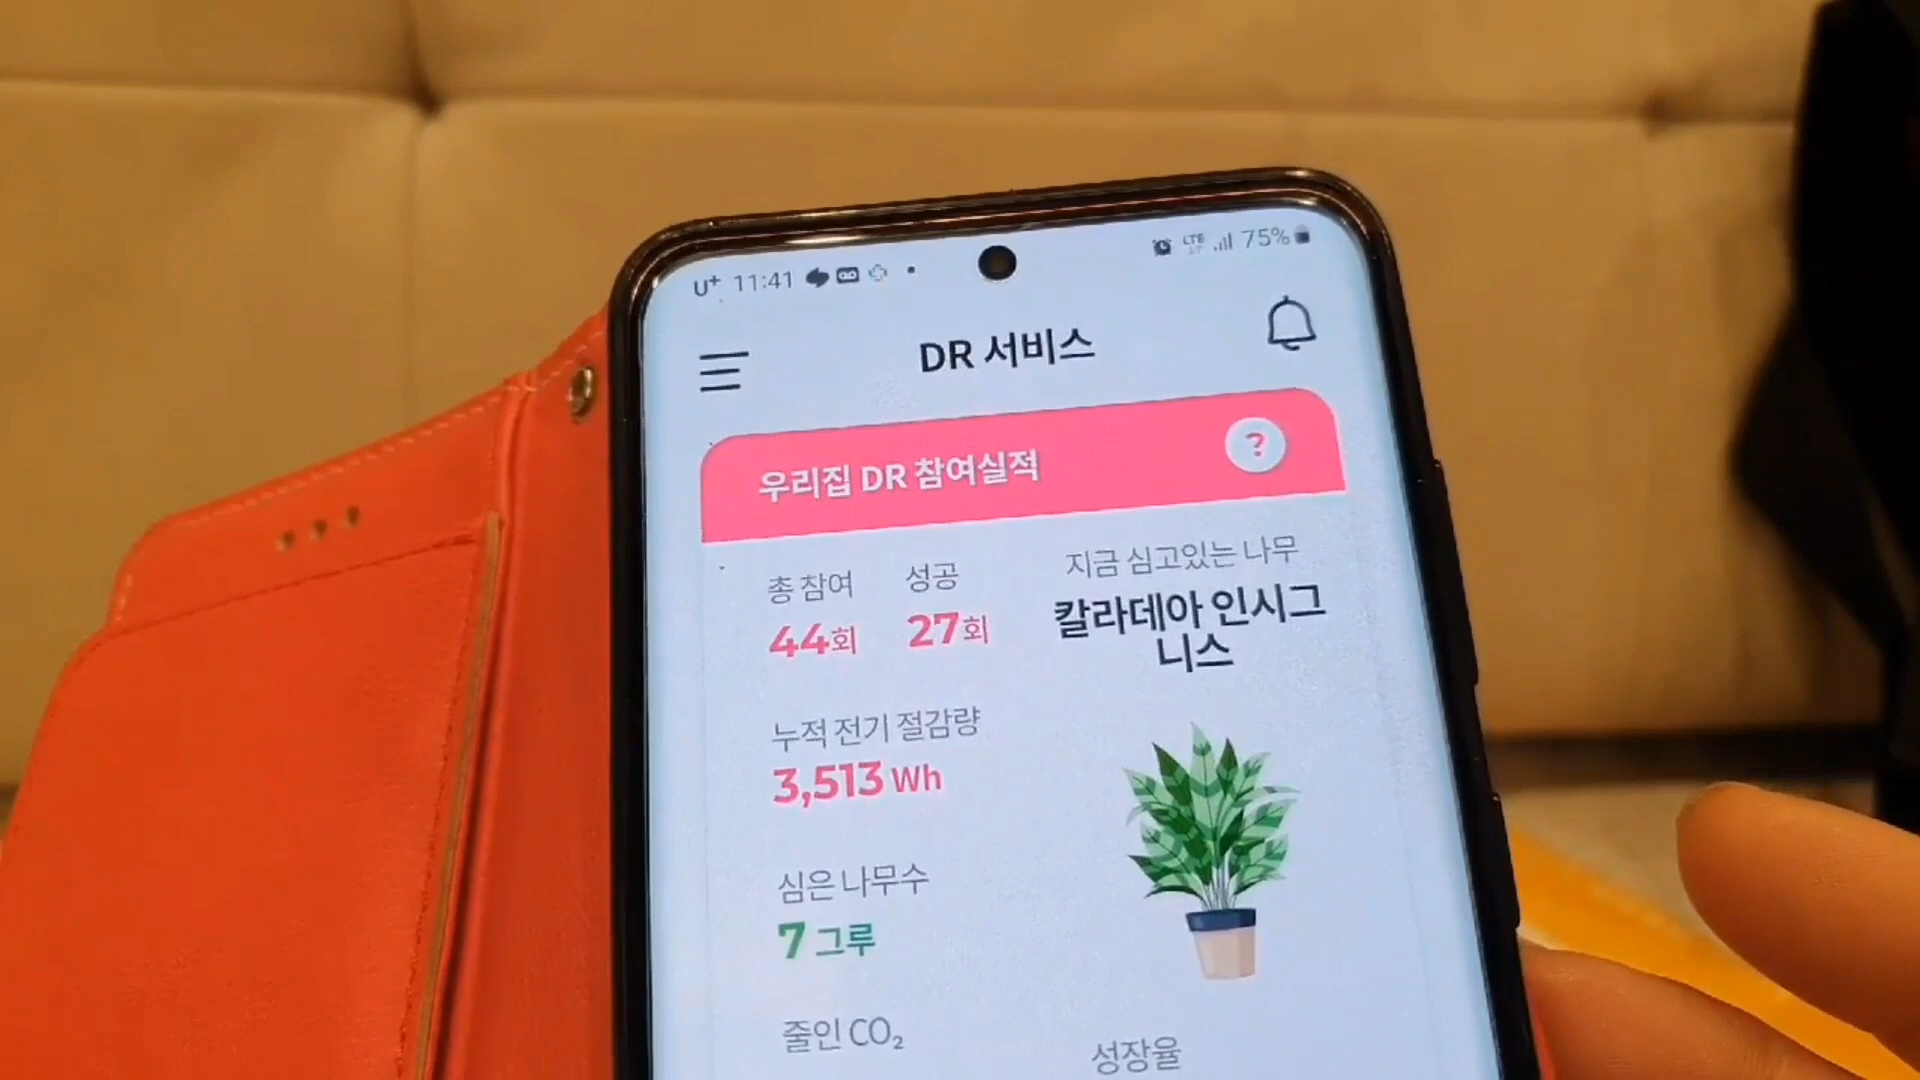 U+ 11:41
LTE 75%
DR 서비스
우리집 DR 참여실적
?
총 참여
44회
성공
27회
지금 심고있는 나무
칼라데아 인시그
니스
누적 전기 절감량
3,513 Wh
심은 나무수
7 그루
줄인 CO₂
성장율